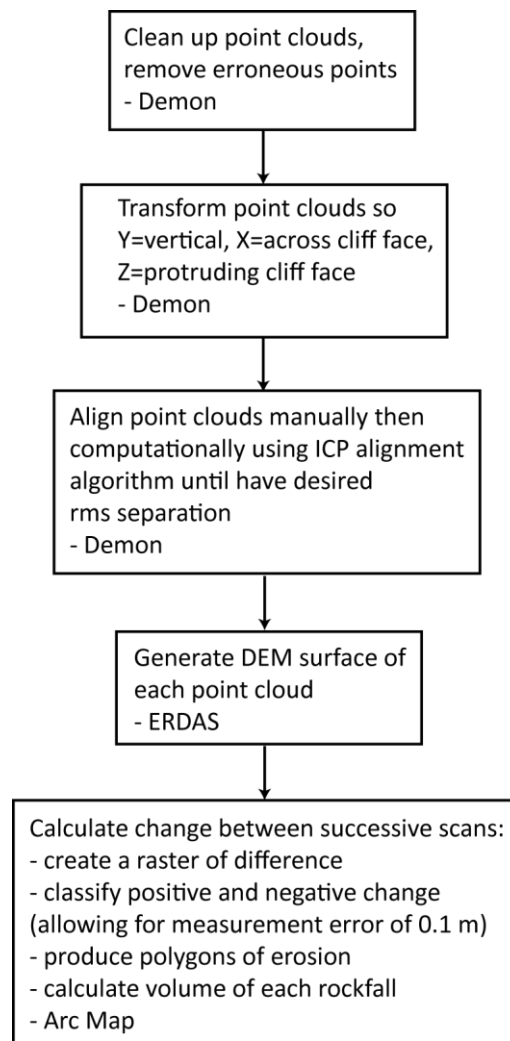 Clean up point clouds,
remove erroneous points
- Demon
Transform point clouds so
Y=vertical, X=across cliff face,
Z=protruding cliff face
- Demon
Align point clouds manually then
computationally using ICP alignment
algorithm until have desired
rms separation
- Demon
Generate DEM surface of
each point cloud
- ERDAS
Calculate change between successive scans:
- create a raster of difference
- classify positive and negative change
(allowing for measurement error of 0.1 m)
- produce polygons of erosion
- calculate volume of each rockfall
- Arc Map